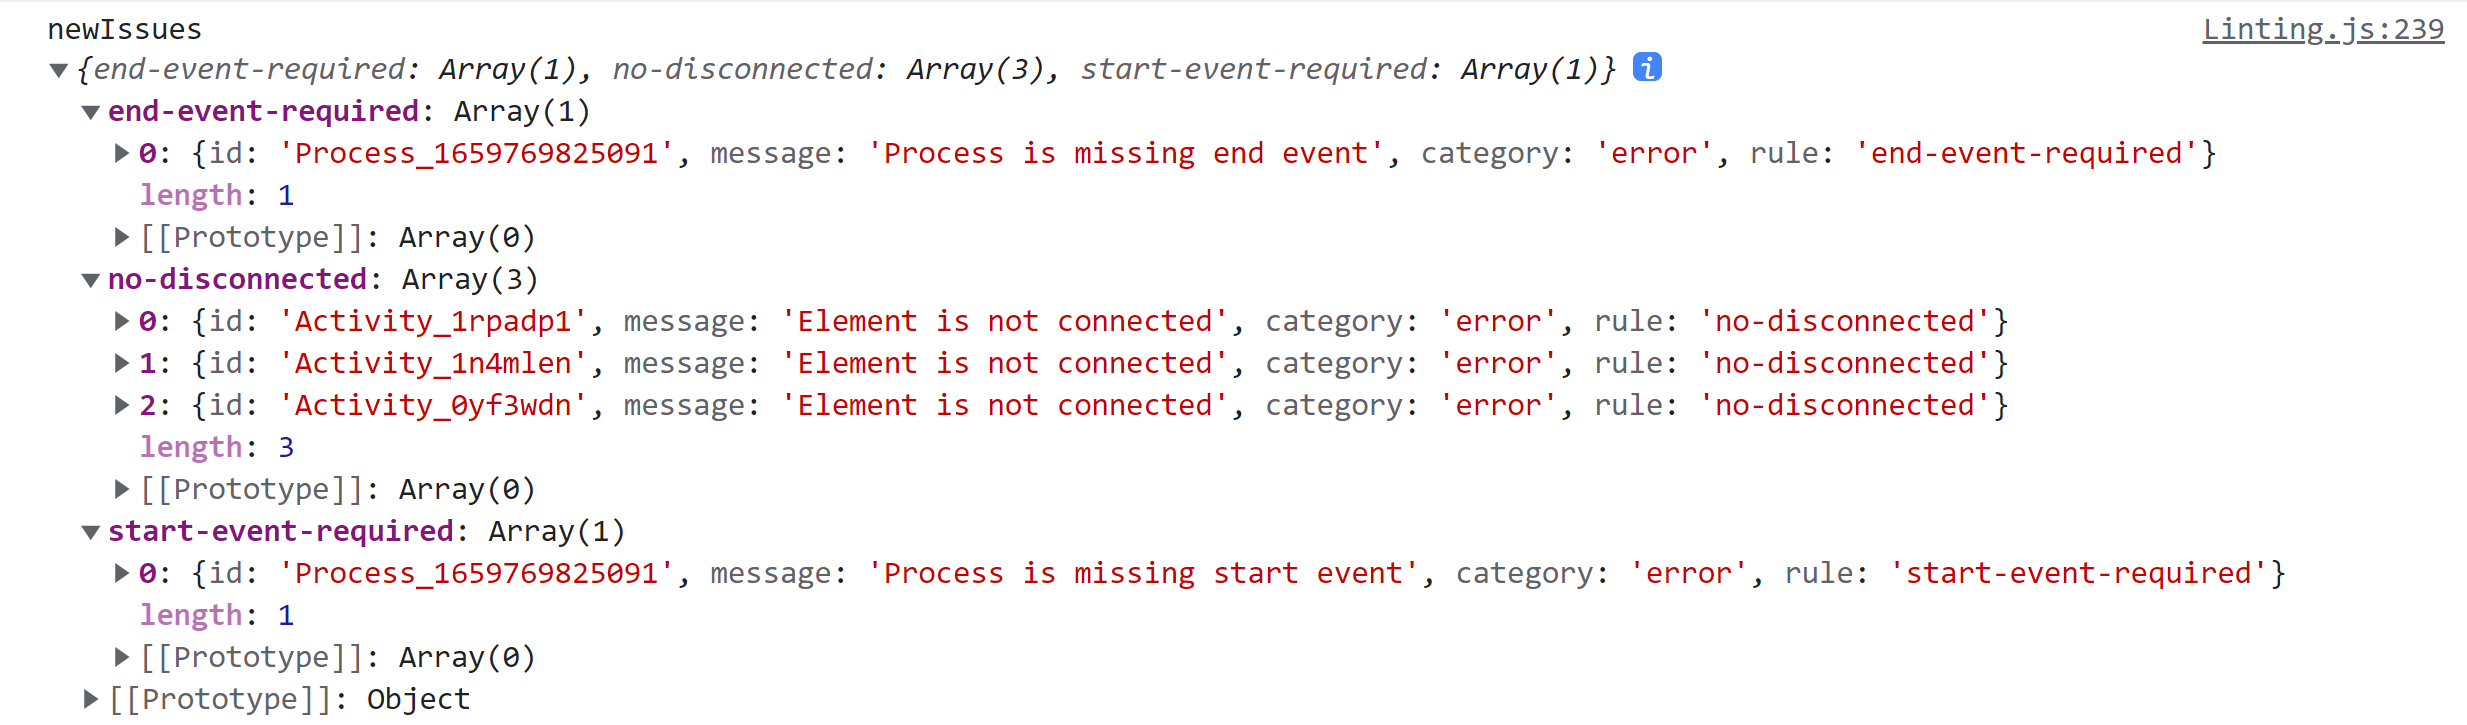 newIssues Linting.js:239
▼{end-event-required: Array(1), no-disconnected: Array(3), start-event-required: Array(1)} i
▼end-event-required: Array(1)
▶0: {id: 'Process_1659769825091', message: 'Process is missing end event', category: 'error', rule: 'end-event-required'}
length: 1
▶[[Prototype]]: Array(0)
▼no-disconnected: Array(3)
▶0: {id: 'Activity_1rpadp1', message: 'Element is not connected', category: 'error', rule: 'no-disconnected'}
▶1: {id: 'Activity_1n4mlen', message: 'Element is not connected', category: 'error', rule: 'no-disconnected'}
▶2: {id: 'Activity_0yf3wdn', message: 'Element is not connected', category: 'error', rule: 'no-disconnected'}
length: 3
▶[[Prototype]]: Array(0)
▼start-event-required: Array(1)
▶0: {id: 'Process_1659769825091', message: 'Process is missing start event', category: 'error', rule: 'start-event-required'}
length: 1
▶[[Prototype]]: Array(0)
▶[[Prototype]]: Object